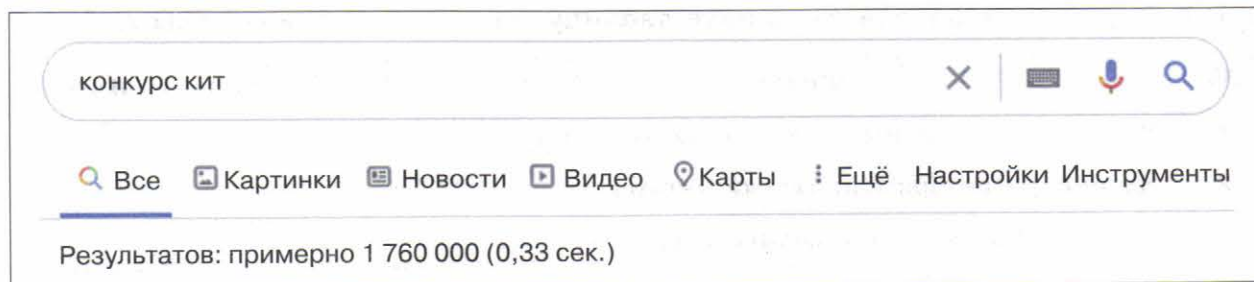 конкурс кит
Все Картинки Новости Видео Карты Ещё Настройки Инструменты
Результатов: примерно 1 760 000 (0,33 сек.)